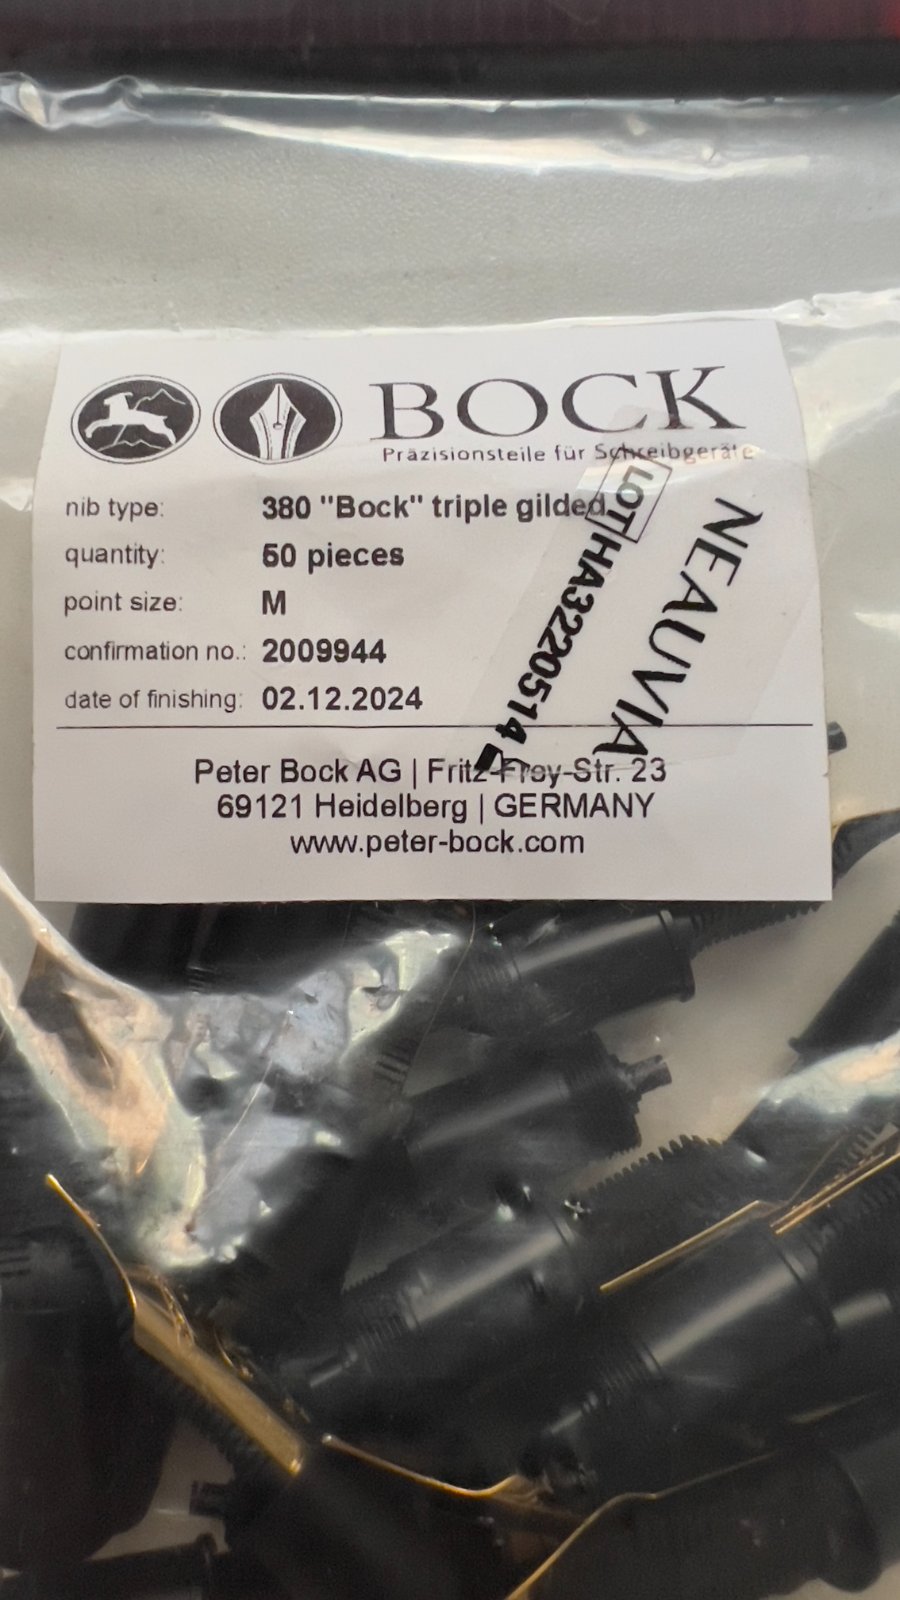 BOCK
Präzisionsteile für Schreibgeräte
nib type: 380 "Bock" triple gilded
quantity: 50 pieces
point size: M
confirmation no.: 2009944
date of finishing: 02.12.2024
Peter Bock AG | Fritz-Frey-Str. 23
69121 Heidelberg | GERMANY
www.peter-bock.com
LOT HA3220514
NEAUVIA